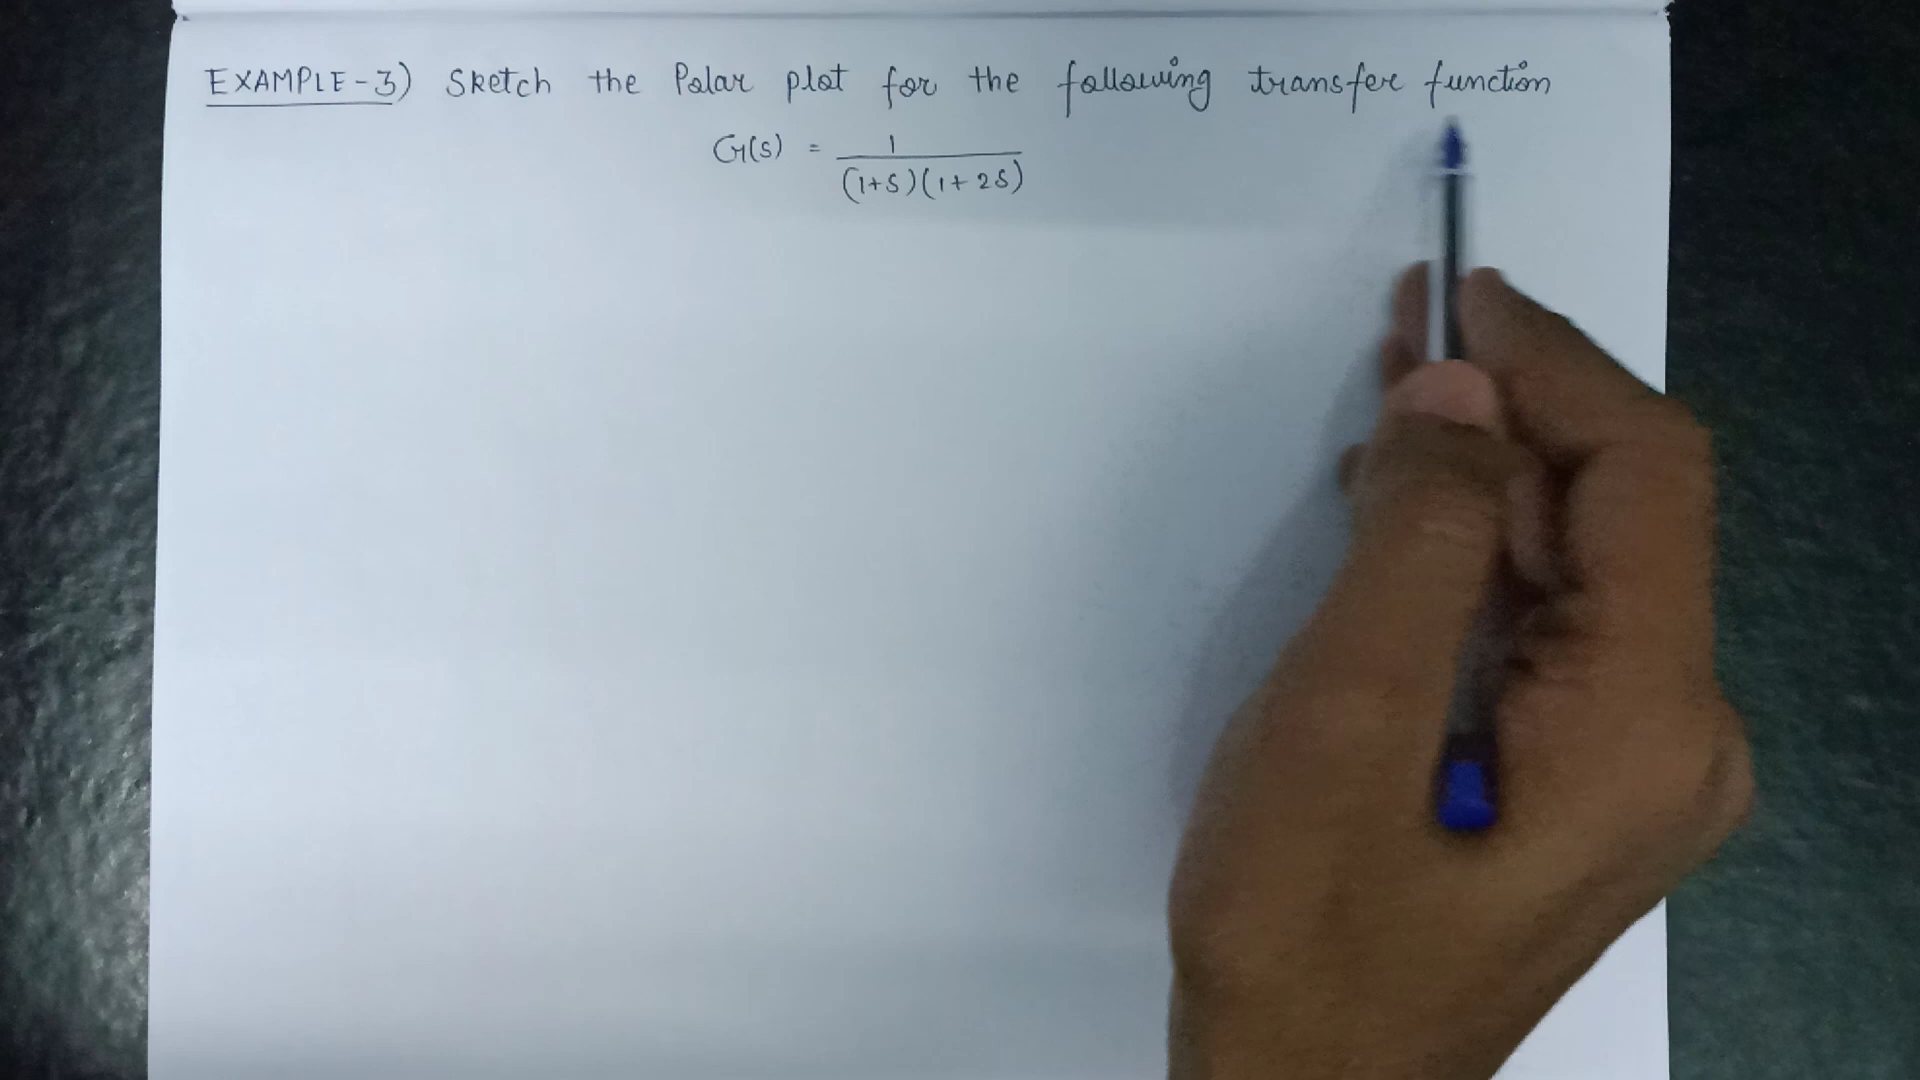 EXAMPLE-3) Sketch the Polar plot for the following transfer function
G(s) = 1 / (1+s)(1+2s)